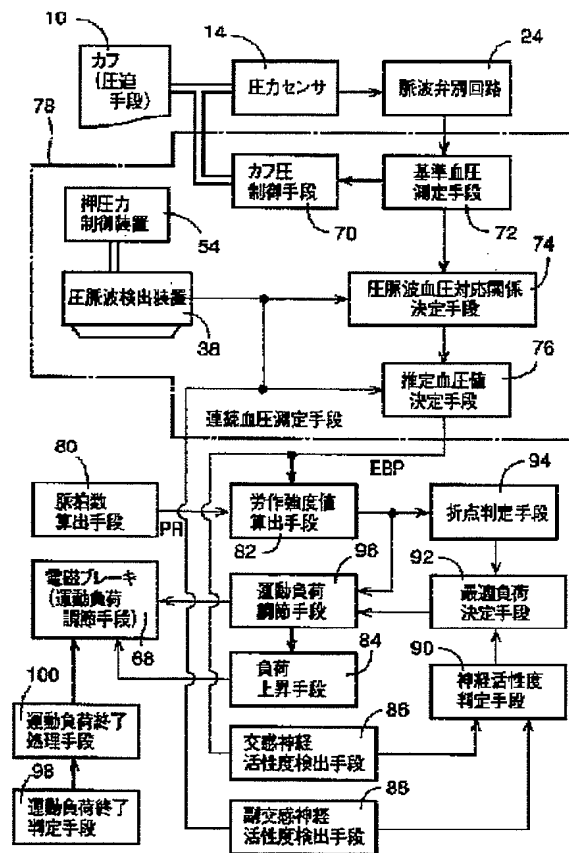 10
14
24
カフ
(圧迫
手段)
圧力センサ
脈波弁別回路
78
カフ圧
制御手段
70
基準血圧
測定手段
72
押圧力
制御装置
54
74
圧脈波検出装置
38
圧脈波血圧対応関係
決定手段
76
推定血圧値
決定手段
連続血圧測定手段
EBP
80
脈拍数
算出手段
PR
労作強度値
算出手段
82
94
折点判定手段
電磁ブレーキ
(運動負荷
調節手段)
68
96
運動負荷
調節手段
92
最適負荷
決定手段
84
負荷
上昇手段
90
神経活性度
判定手段
100
運動負荷終了
処理手段
86
交感神経
活性度検出手段
98
運動負荷終了
判定手段
88
副交感神経
活性度検出手段